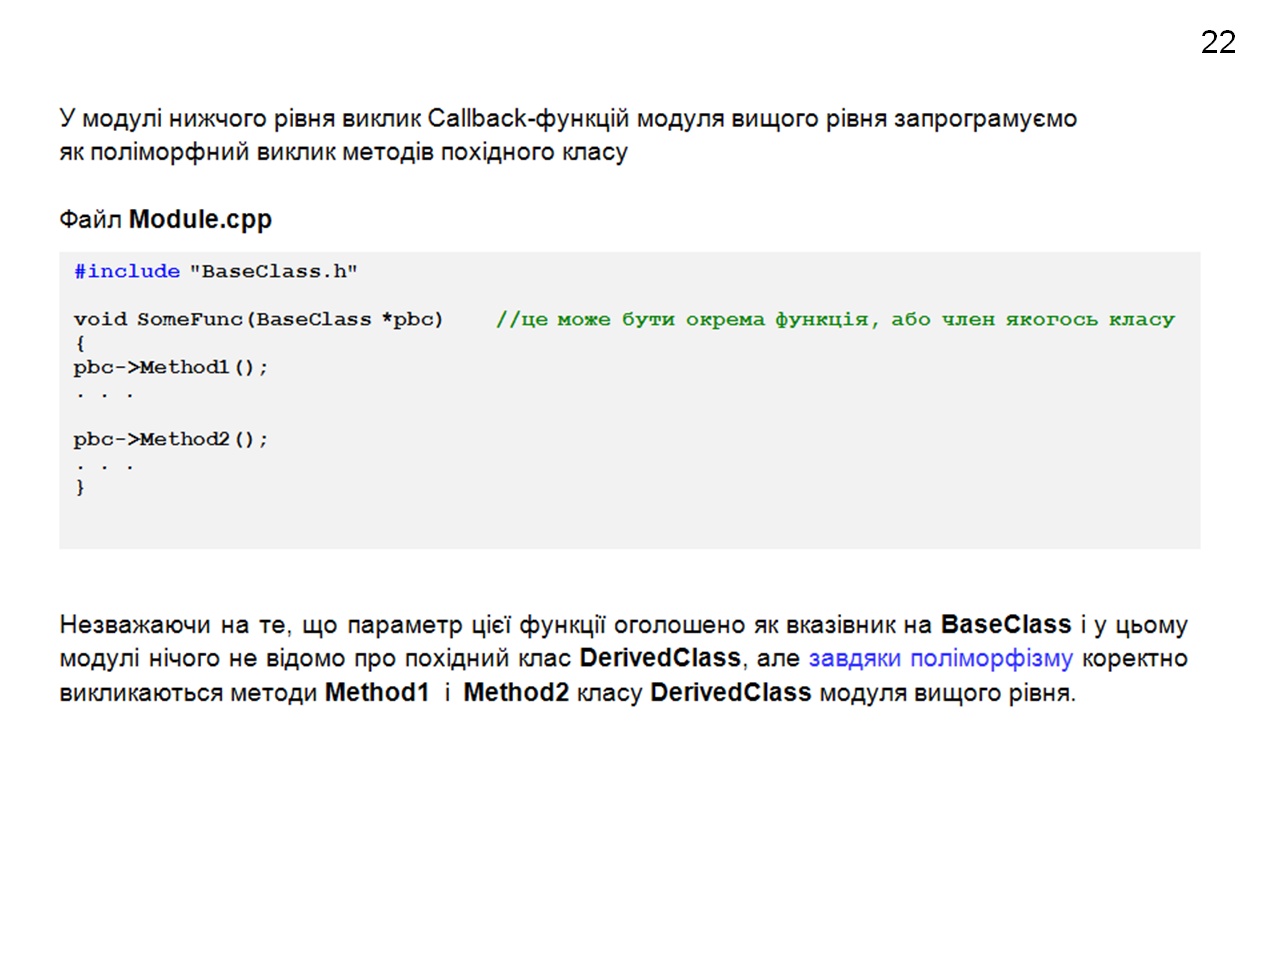 22
У модулі нижчого рівня виклик Callback-функцій модуля вищого рівня запрограмуємо
як поліморфний виклик методів похідного класу
Файл Module.cpp
#include "BaseClass.h"
void SomeFunc(BaseClass *pbc) //це може бути окрема функція, або член якогось класу
{
pbc->Method1();
. . .
pbc->Method2();
. . .
}
Незважаючи на те, що параметр цієї функції оголошено як вказівник на BaseClass і у цьому
модулі нічого не відомо про похідний клас DerivedClass, але завдяки поліморфізму коректно
викликаються методи Method1 і Method2 класу DerivedClass модуля вищого рівня.